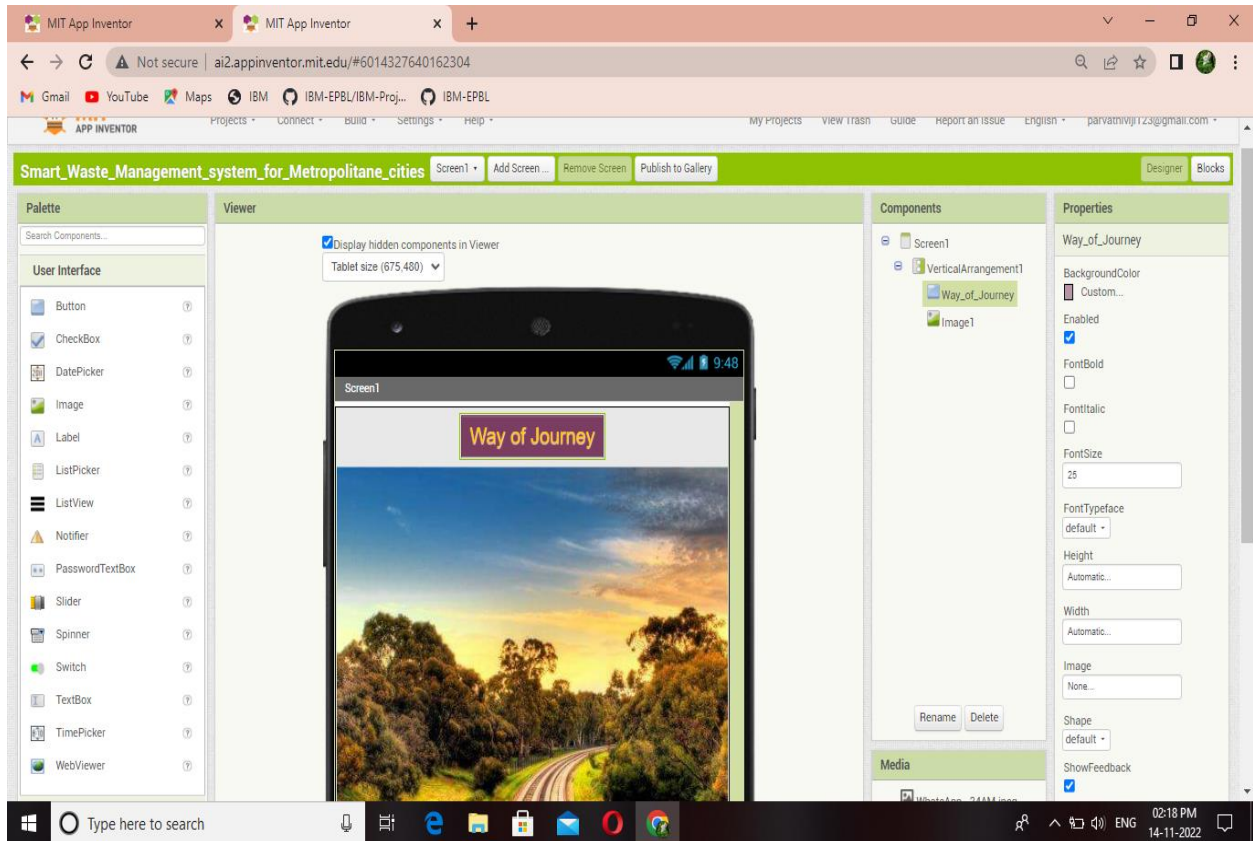 MIT App Inventor
MIT App Inventor
Not secure | ai2.appinventor.mit.edu/#6014327640162304
Gmail YouTube Maps IBM IBM-EPBL/IBM-Proj... IBM-EPBL
APP INVENTOR Projects Connect Build Settings Help My Projects View Trash Guide Report an Issue English
Smart_Waste_Management_system_for_Metropolitane_cities Screen1 Add Screen ... Remove Screen Publish to Gallery Designer Blocks
Palette
Search Components...
User Interface
Button
CheckBox
DatePicker
Image
Label
ListPicker
ListView
Notifier
PasswordTextBox
Slider
Spinner
Switch
TextBox
TimePicker
WebViewer
Viewer
Display hidden components in Viewer
Tablet size (675,480)
9:48
Screen1
Way of Journey
Components
Screen1
VerticalArrangement1
Way_of_Journey
Image1
Rename Delete
Media
Properties
Way_of_Journey
BackgroundColor
Custom...
Enabled
FontBold
FontItalic
FontSize
25
FontTypeface
default
Height
Automatic...
Width
Automatic...
Image
None...
Shape
default
ShowFeedback
Type here to search
ENG
02:18 PM
14-11-2022